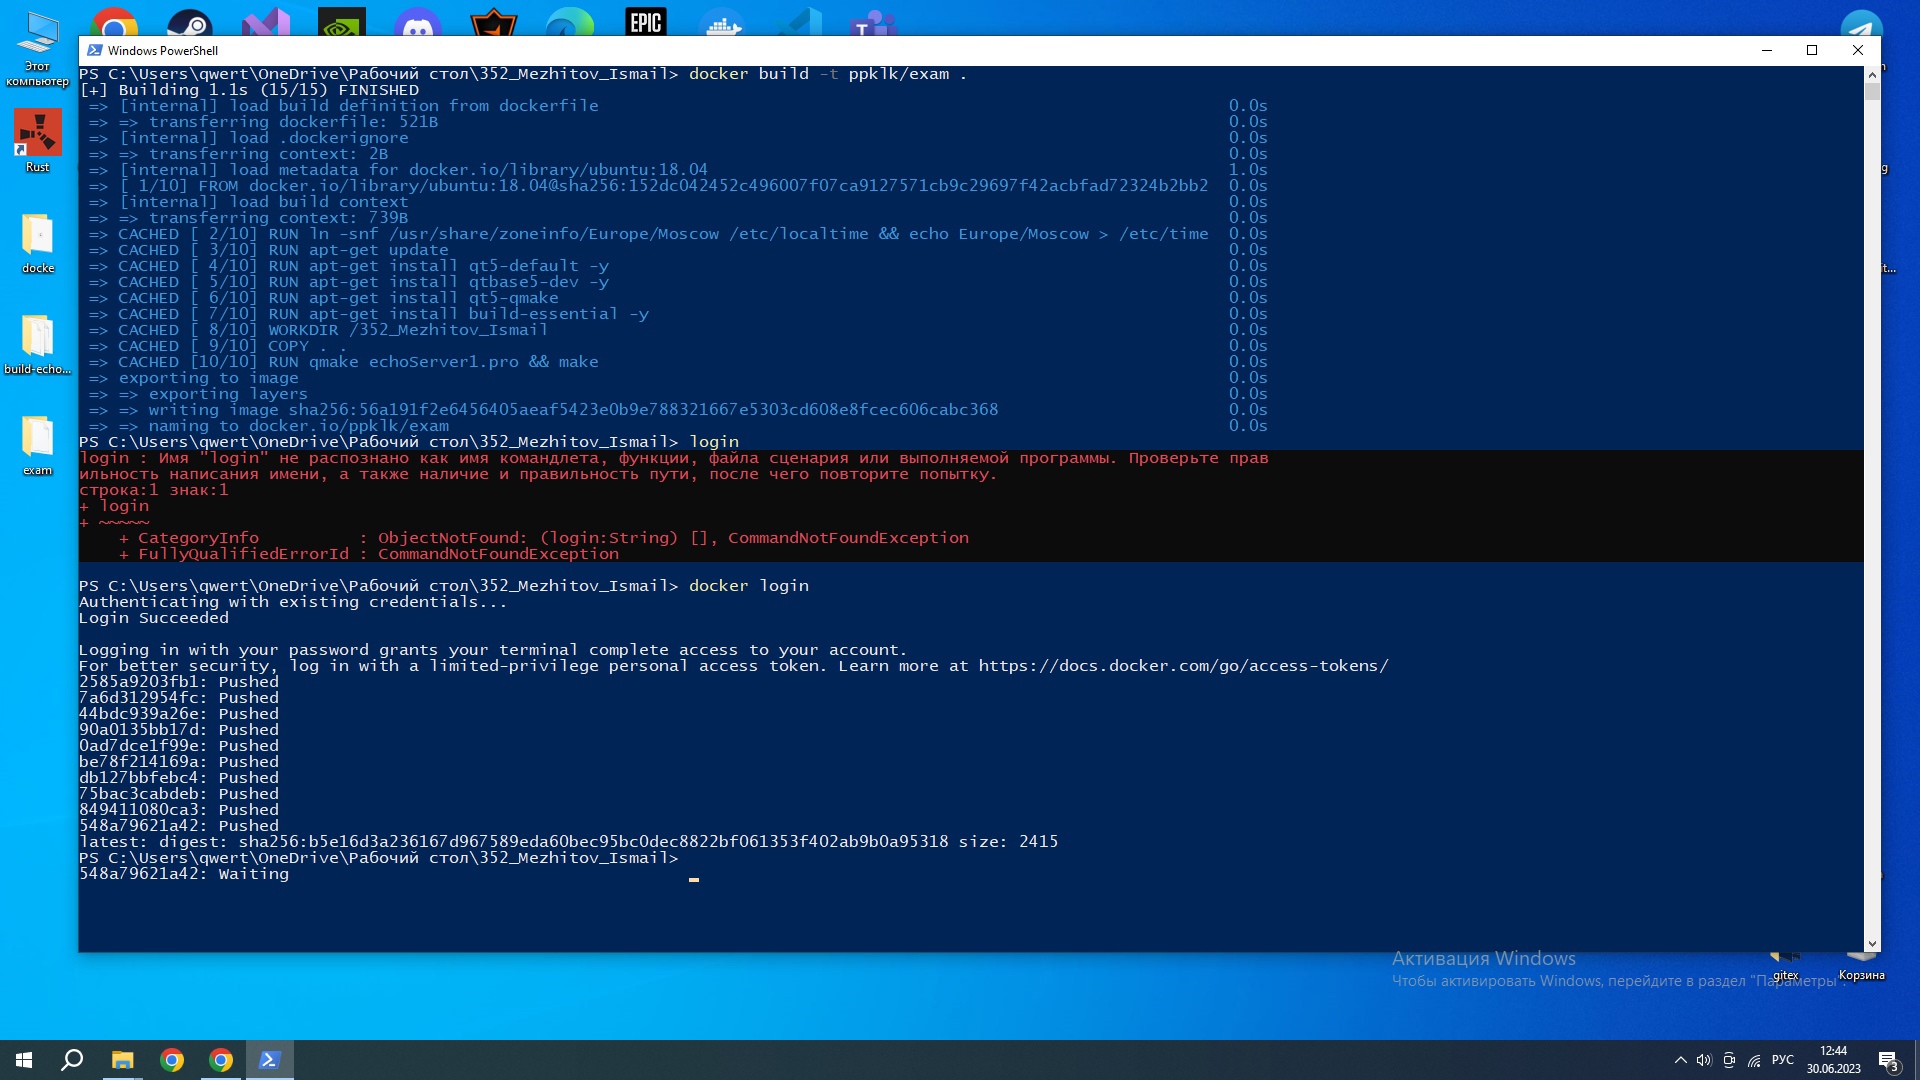 EPIC
Этот
компьютер
Rust
docke
build-echo...
exam
Windows PowerShell
PS C:\Users\qwert\OneDrive\Рабочий стол\352_Mezhitov_Ismail> docker build -t ppklk/exam .
[+] Building 1.1s (15/15) FINISHED
=> [internal] load build definition from dockerfile 0.0s
=> => transferring dockerfile: 521B 0.0s
=> [internal] load .dockerignore 0.0s
=> => transferring context: 2B 0.0s
=> [internal] load metadata for docker.io/library/ubuntu:18.04 1.0s
=> [ 1/10] FROM docker.io/library/ubuntu:18.04@sha256:152dc042452c496007f07ca9127571cb9c29697f42acbfad72324b2bb2 0.0s
=> [internal] load build context 0.0s
=> => transferring context: 739B 0.0s
=> CACHED [ 2/10] RUN ln -snf /usr/share/zoneinfo/Europe/Moscow /etc/localtime && echo Europe/Moscow > /etc/time 0.0s
=> CACHED [ 3/10] RUN apt-get update 0.0s
=> CACHED [ 4/10] RUN apt-get install qt5-default -y 0.0s
=> CACHED [ 5/10] RUN apt-get install qtbase5-dev -y 0.0s
=> CACHED [ 6/10] RUN apt-get install qt5-qmake 0.0s
=> CACHED [ 7/10] RUN apt-get install build-essential -y 0.0s
=> CACHED [ 8/10] WORKDIR /352_Mezhitov_Ismail 0.0s
=> CACHED [ 9/10] COPY . . 0.0s
=> CACHED [10/10] RUN qmake echoServer1.pro && make 0.0s
=> exporting to image 0.0s
=> => exporting layers 0.0s
=> => writing image sha256:56a191f2e6456405aeaf5423e0b9e788321667e5303cd608e8fcec606cabc368 0.0s
=> => naming to docker.io/ppklk/exam 0.0s
PS C:\Users\qwert\OneDrive\Рабочий стол\352_Mezhitov_Ismail> login
login : Имя "login" не распознано как имя командлета, функции, файла сценария или выполняемой программы. Проверьте прав
ильность написания имени, а также наличие и правильность пути, после чего повторите попытку.
строка:1 знак:1
+ login
+ ~~~~~
+ CategoryInfo : ObjectNotFound: (login:String) [], CommandNotFoundException
+ FullyQualifiedErrorId : CommandNotFoundException
PS C:\Users\qwert\OneDrive\Рабочий стол\352_Mezhitov_Ismail> docker login
Authenticating with existing credentials...
Login Succeeded
Logging in with your password grants your terminal complete access to your account.
For better security, log in with a limited-privilege personal access token. Learn more at https://docs.docker.com/go/access-tokens/
2585a9203fb1: Pushed
7a6d312954fc: Pushed
44bdc939a26e: Pushed
90a0135bb17d: Pushed
0ad7dce1f99e: Pushed
be78f214169a: Pushed
db127bbfebc4: Pushed
75bac3cabdeb: Pushed
849411080ca3: Pushed
548a79621a42: Pushed
latest: digest: sha256:b5e16d3a236167d967589eda60bec95bc0dec8822bf061353f402ab9b0a95318 size: 2415
PS C:\Users\qwert\OneDrive\Рабочий стол\352_Mezhitov_Ismail>
548a79621a42: Waiting
Активация Windows
Чтобы активировать Windows, перейдите в раздел "Параметры".
gitex
Корзина
РУС
12:44
30.06.2023
3